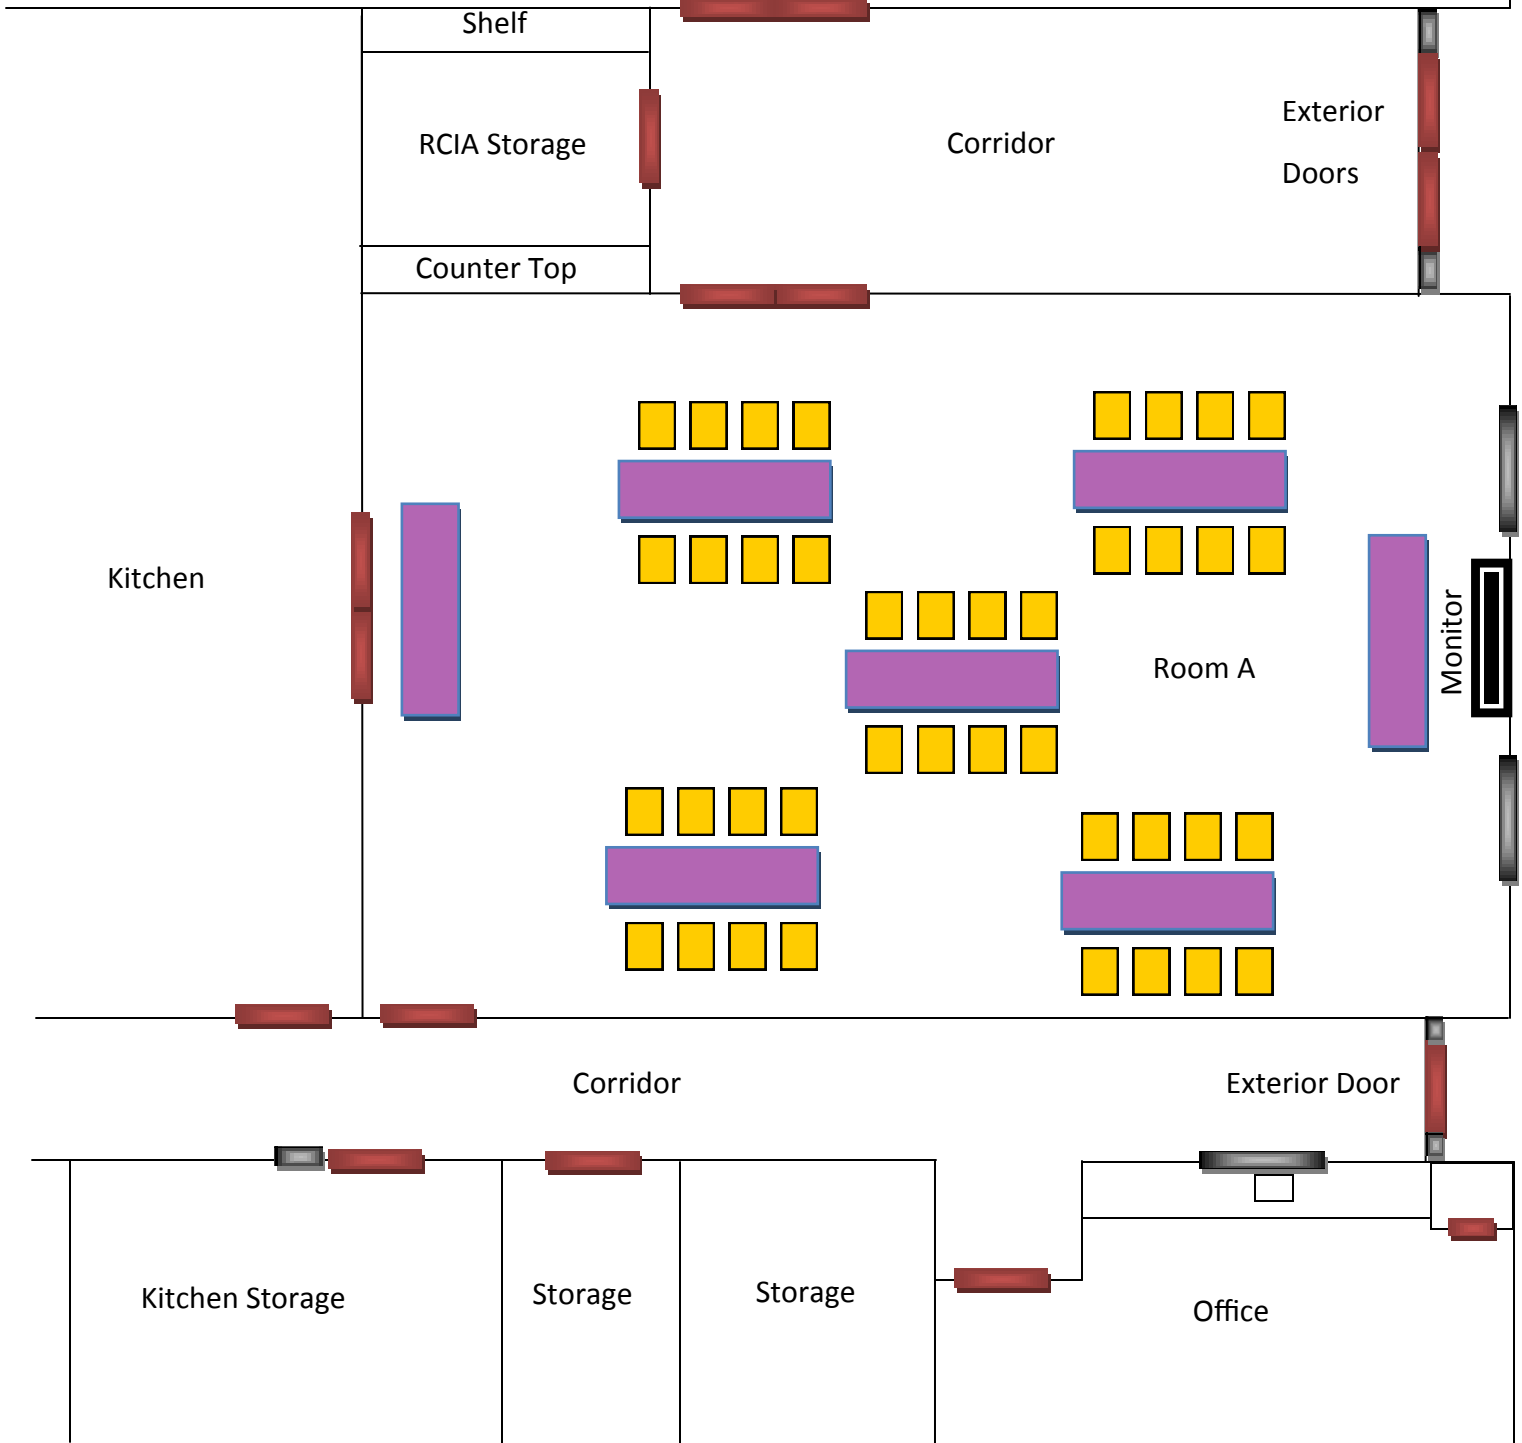 Shelf
RCIA Storage
Counter Top
Corridor
Exterior
Doors
Kitchen
Room A
Monitor
Corridor
Exterior Door
Kitchen Storage
Storage
Storage
Office